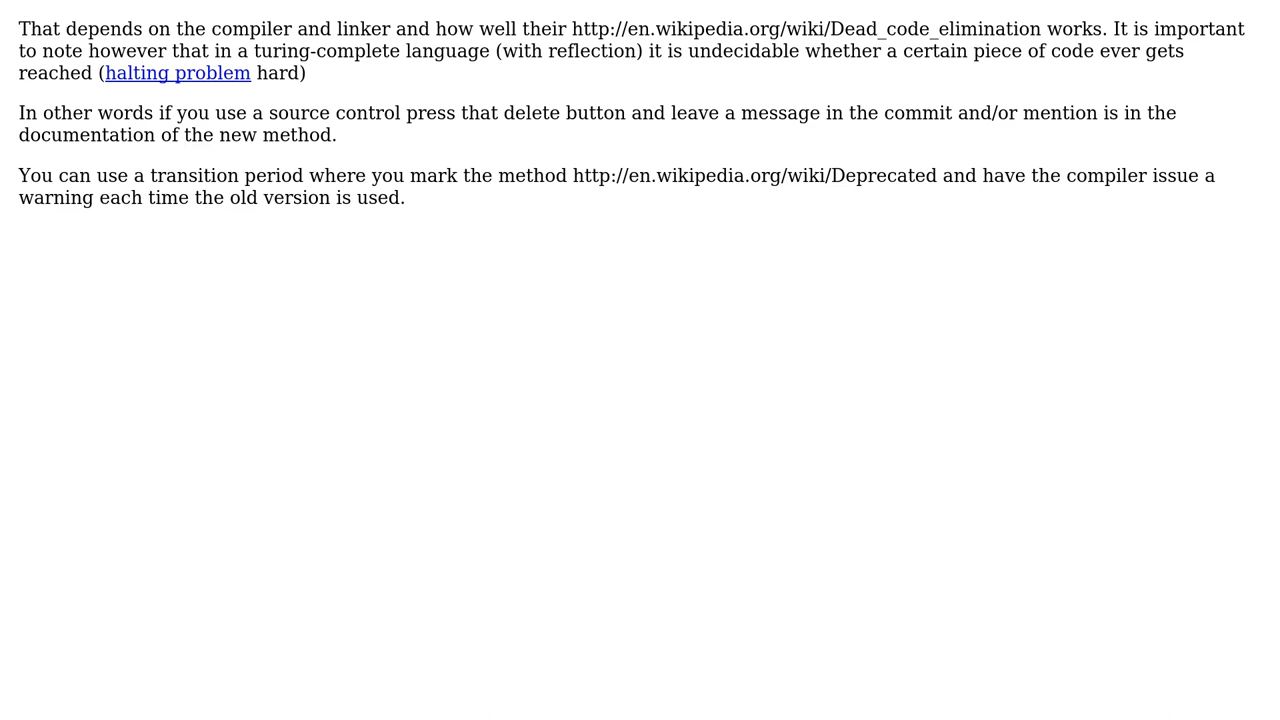 That depends on the compiler and linker and how well their http://en.wikipedia.org/wiki/Dead_code_elimination works. It is important
to note however that in a turing-complete language (with reflection) it is undecidable whether a certain piece of code ever gets
reached (halting problem hard)
In other words if you use a source control press that delete button and leave a message in the commit and/or mention is in the
documentation of the new method.
You can use a transition period where you mark the method http://en.wikipedia.org/wiki/Deprecated and have the compiler issue a
warning each time the old version is used.